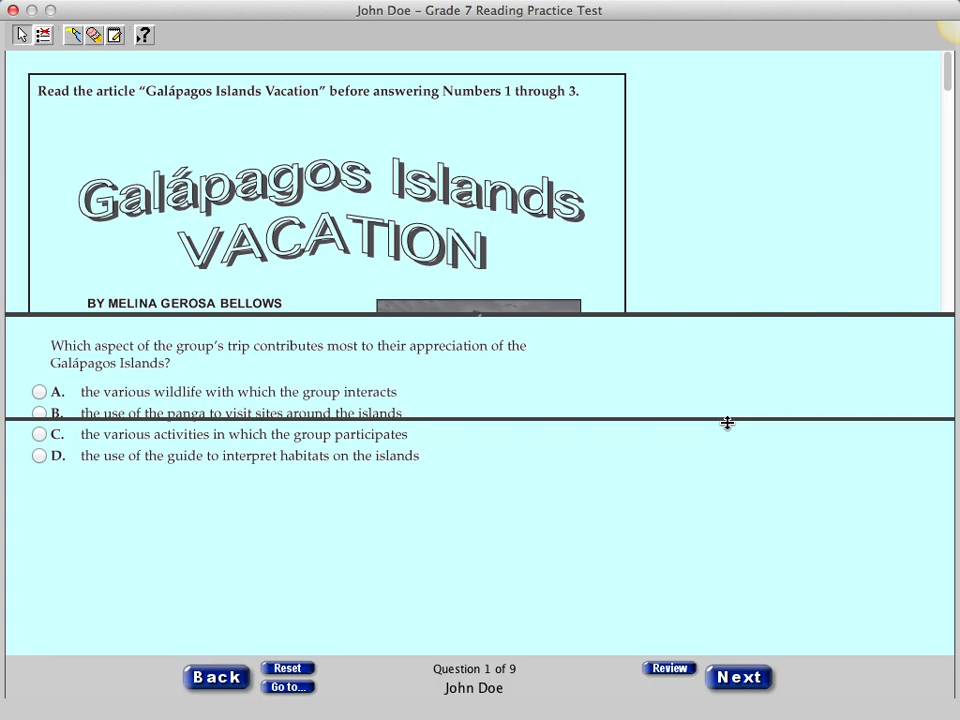 John Doe – Grade 7 Reading Practice Test
?
Read the article “Galápagos Islands Vacation” before answering Numbers 1 through 3.
Galápagos Islands
VACATION
BY MELINA GEROSA BELLOWS
Which aspect of the group’s trip contributes most to their appreciation of the
Galápagos Islands?
A. the various wildlife with which the group interacts
B. the use of the panga to visit sites around the islands
C. the various activities in which the group participates
D. the use of the guide to interpret habitats on the islands
Back
Reset
Go to...
Question 1 of 9
John Doe
Review
Next